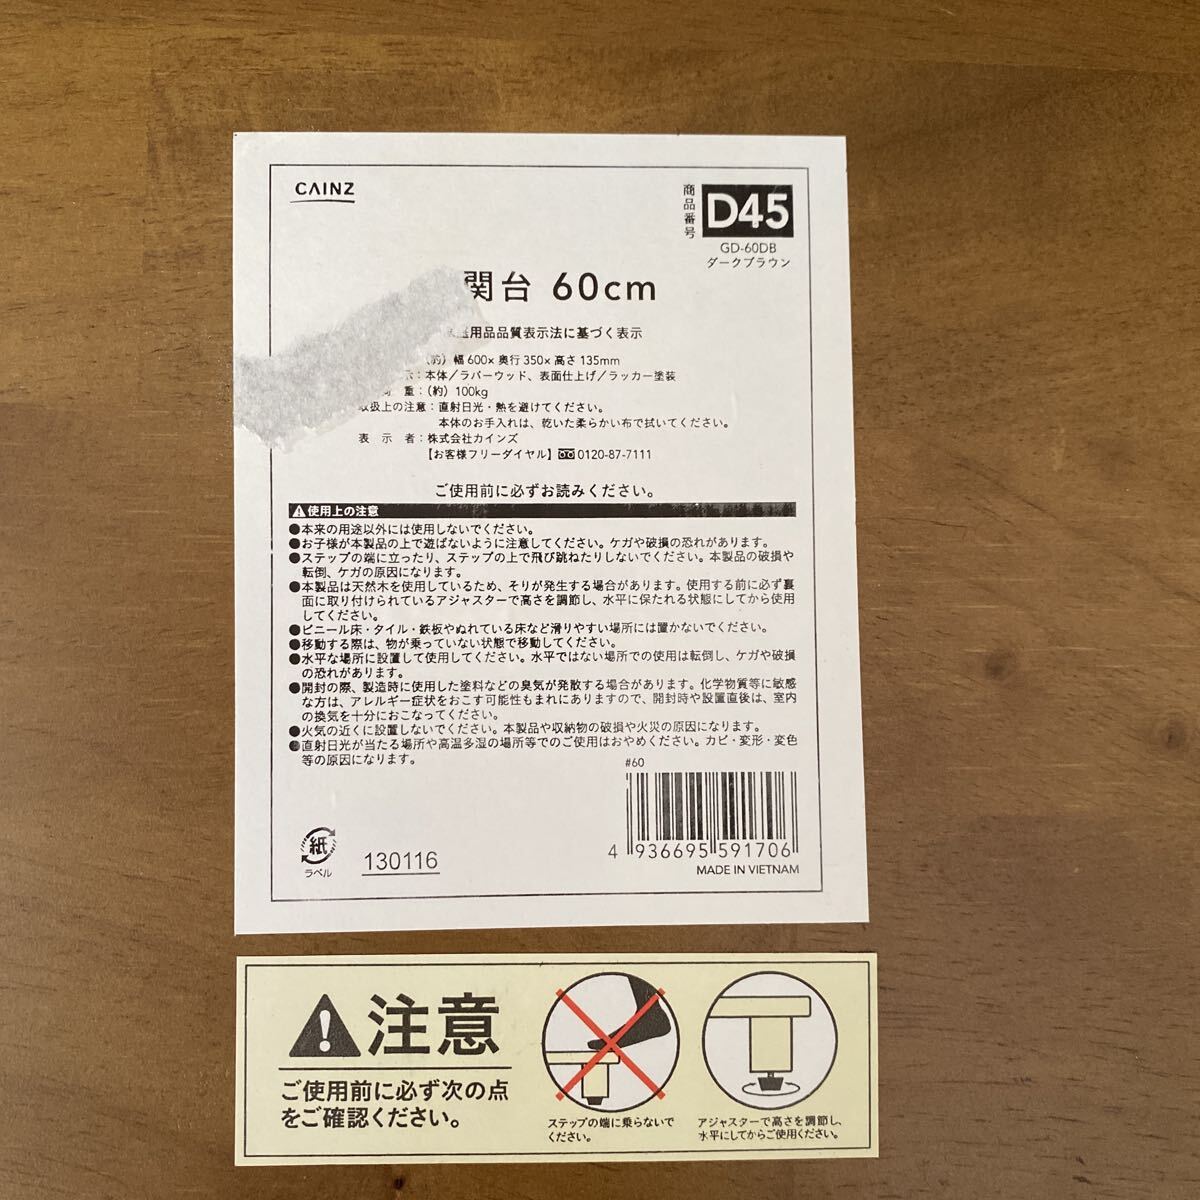 CAINZ
商品番号
D45
GD-60DB
ダークブラウン
関台 60cm
用品品質表示法に基づく表示
(約) 幅600×奥行350×高さ135mm
:本体/ラバーウッド、表面仕上げ/ラッカー塗装
重:(約) 100kg
取扱上の注意:直射日光・熱を避けてください。
本体のお手入れは、乾いた柔らかい布で拭いてください。
表 示 者:株式会社カインズ
【お客様フリーダイヤル】0120-87-7111
ご使用前に必ずお読みください。
使用上の注意
●本来の用途以外には使用しないでください。
●お子様が本製品の上で遊ばないように注意してください。ケガや破損の恐れがあります。
●ステップの端に立ったり、ステップの上で飛び跳ねたりしないでください。本製品の破損や
転倒、ケガの原因になります。
●本製品は天然木を使用しているため、そりが発生する場合があります。使用する前に必ず裏
面に取り付けられているアジャスターで高さを調節し、水平に保たれる状態にしてから使用
してください。
●ビニール床・タイル・鉄板やぬれている床など滑りやすい場所には置かないでください。
●移動する際は、物が乗っていない状態で移動してください。
●水平な場所に設置して使用してください。水平ではない場所での使用は転倒し、ケガや破損
の恐れがあります。
●開封の際、製造時に使用した塗料などの臭気が発散する場合があります。化学物質等に敏感
な方は、アレルギー症状をおこす可能性もまれにありますので、開封時や設置直後は、室内
の換気を十分におこなってください。
●火気の近くに設置しないでください。本製品や収納物の破損や火災の原因になります。
●直射日光が当たる場所や高温多湿の場所等でのご使用はおやめください。カビ・変形・変色
等の原因になります。
#60
紙
ラベル
130116
4 936695 591706
MADE IN VIETNAM
注意
ご使用前に必ず次の点
をご確認ください。
ステップの端に乗らないで
ください。
アジャスターで高さを調節し、
水平にしてからご使用ください。